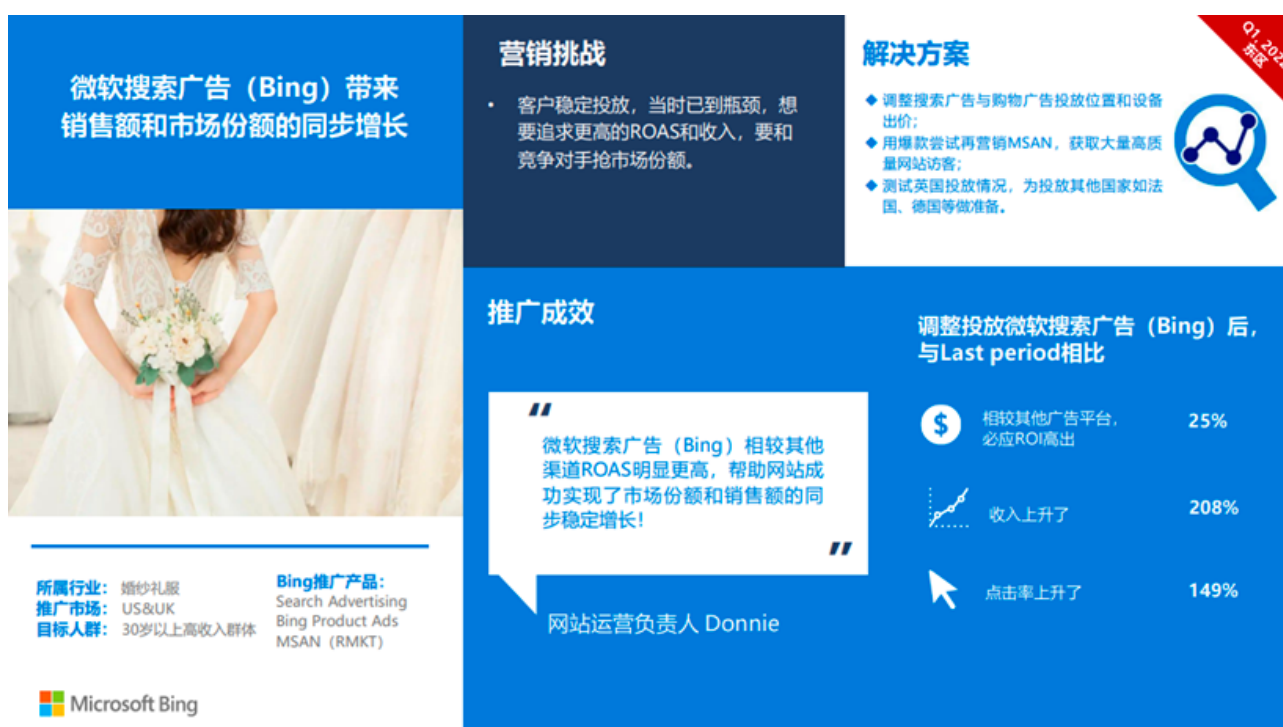 微软搜索广告（Bing）带来
销售额和市场份额的同步增长
所属行业： 婚纱礼服
推广市场： US&UK
目标人群： 30岁以上高收入群体
Bing推广产品：
Search Advertising
Bing Product Ads
MSAN（RMKT）
Microsoft Bing
营销挑战
• 客户稳定投放，当时已到瓶颈，想
要追求更高的ROAS和收入，要和
竞争对手抢市场份额。
解决方案
◆ 调整搜索广告与购物广告投放位置和设备
出价；
◆ 用爆款尝试再营销MSAN，获取大量高质
量网站访客；
◆ 测试英国投放情况，为投放其他国家如法
国、德国等做准备。
Q1, 202
东区
推广成效
“
微软搜索广告（Bing）相较其他
渠道ROAS明显更高，帮助网站成
功实现了市场份额和销售额的同
步稳定增长！
”
网站运营负责人 Donnie
调整投放微软搜索广告（Bing）后，
与Last period相比
相较其他广告平台，
必应ROI高出 25%
收入上升了 208%
点击率上升了 149%